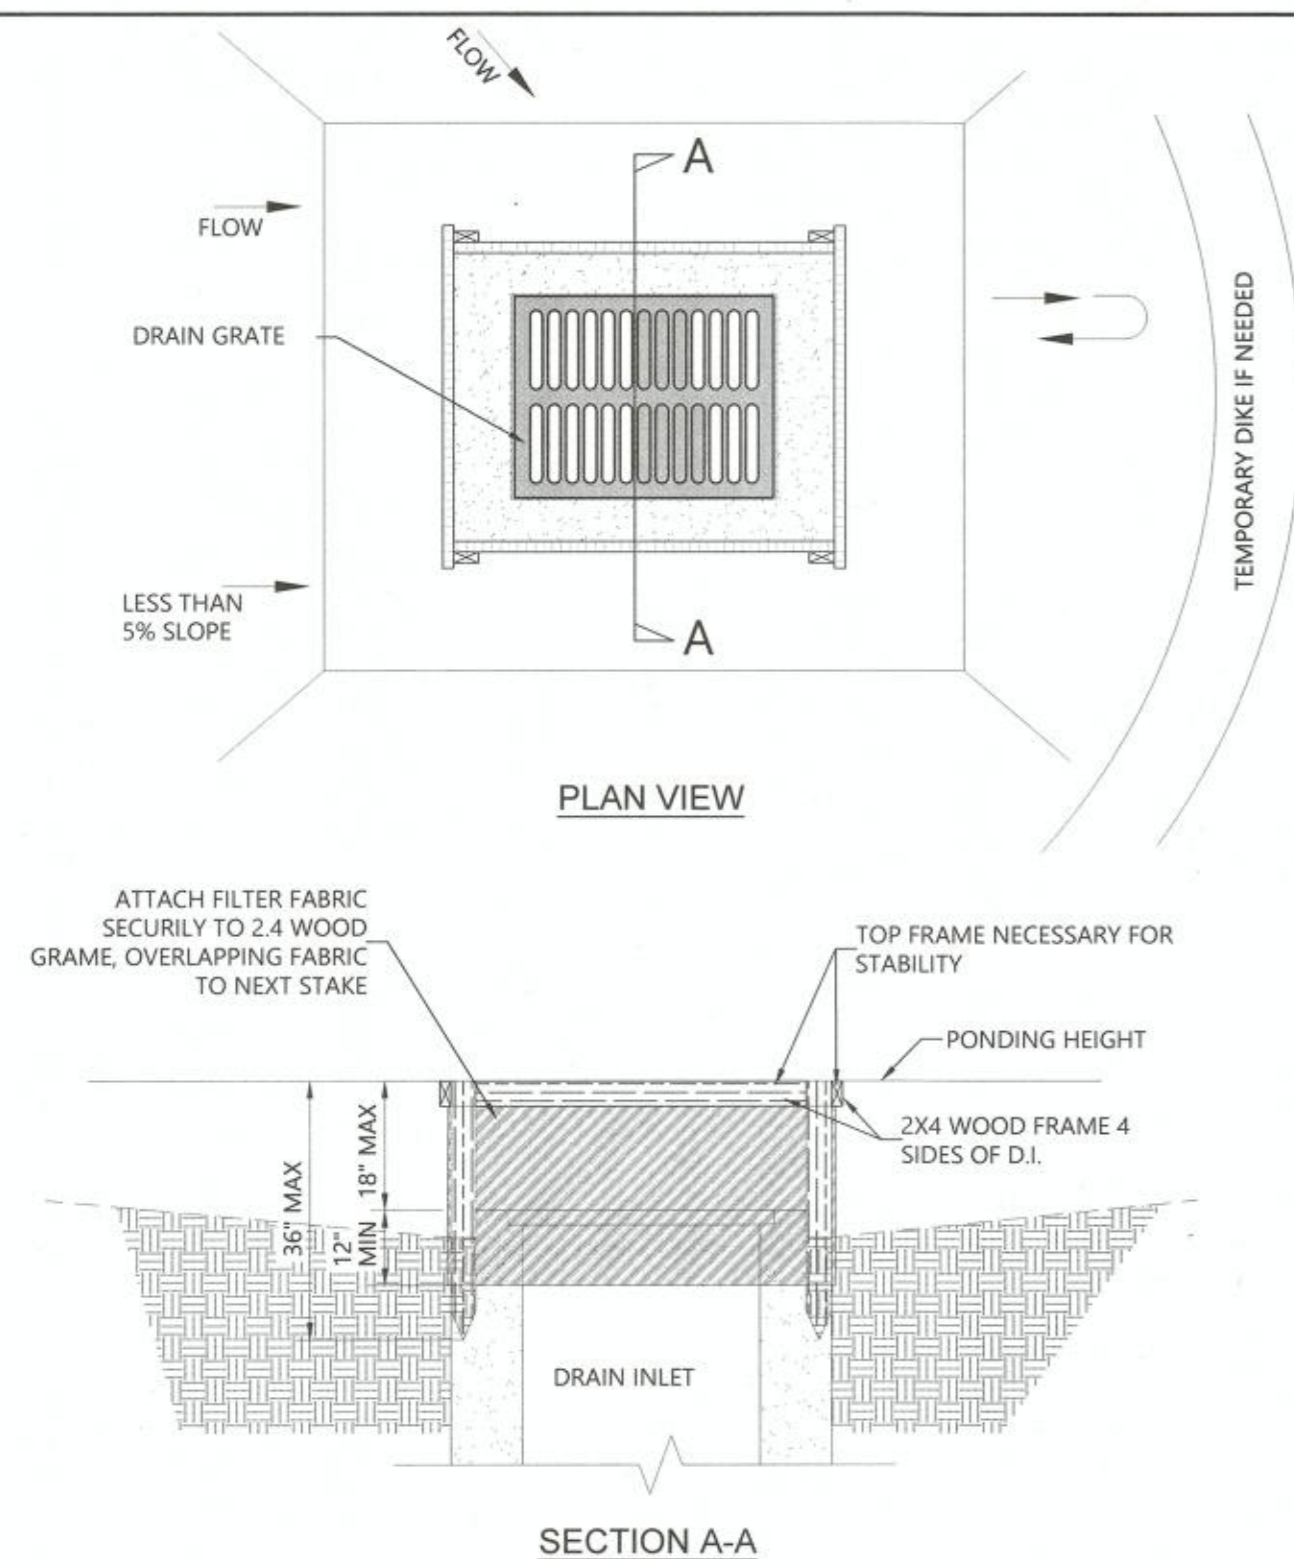 FLOW
A
FLOW
DRAIN GRATE
TEMPORARY DIKE IF NEEDED
LESS THAN
5% SLOPE
A
PLAN VIEW
ATTACH FILTER FABRIC
SECURILY TO 2.4 WOOD
GRAME, OVERLAPPING FABRIC
TO NEXT STAKE
TOP FRAME NECESSARY FOR
STABILITY
PONDING HEIGHT
2X4 WOOD FRAME 4
SIDES OF D.I.
36" MAX
18" MAX
12"
MIN
DRAIN INLET
SECTION A-A